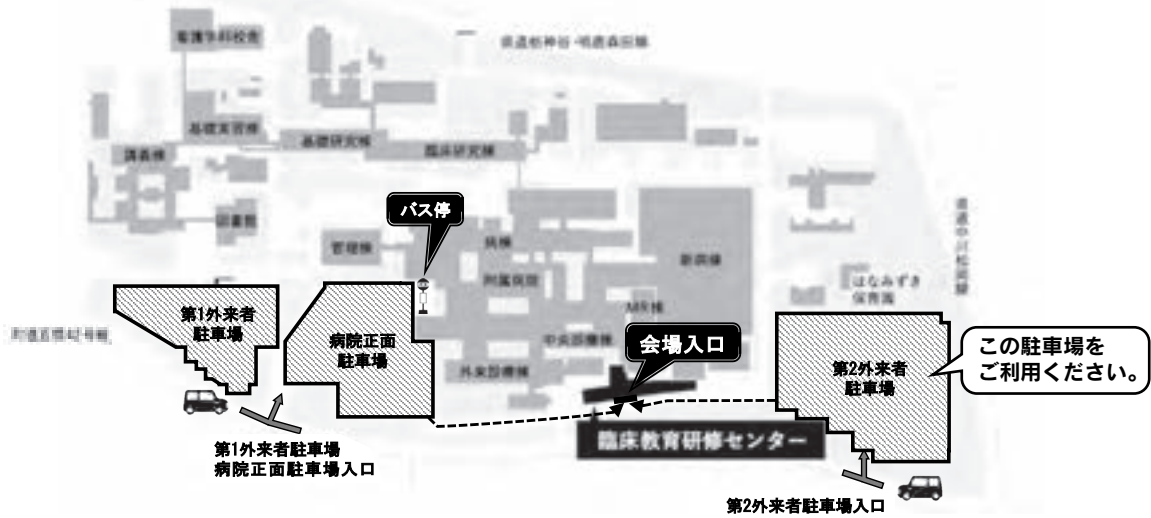 看護学科校舎
基礎実習棟
基礎研究棟
臨床研究棟
講義棟
図書館
バス停
管理棟
病棟
附属病院
新病棟
はなみずき
保育園
MR棟
第1外来者
駐車場
病院正面
駐車場
中央診療棟
会場入口
外来診療棟
第2外来者
駐車場
この駐車場を
ご利用ください。
臨床教育研修センター
第1外来者駐車場
病院正面駐車場入口
第2外来者駐車場入口